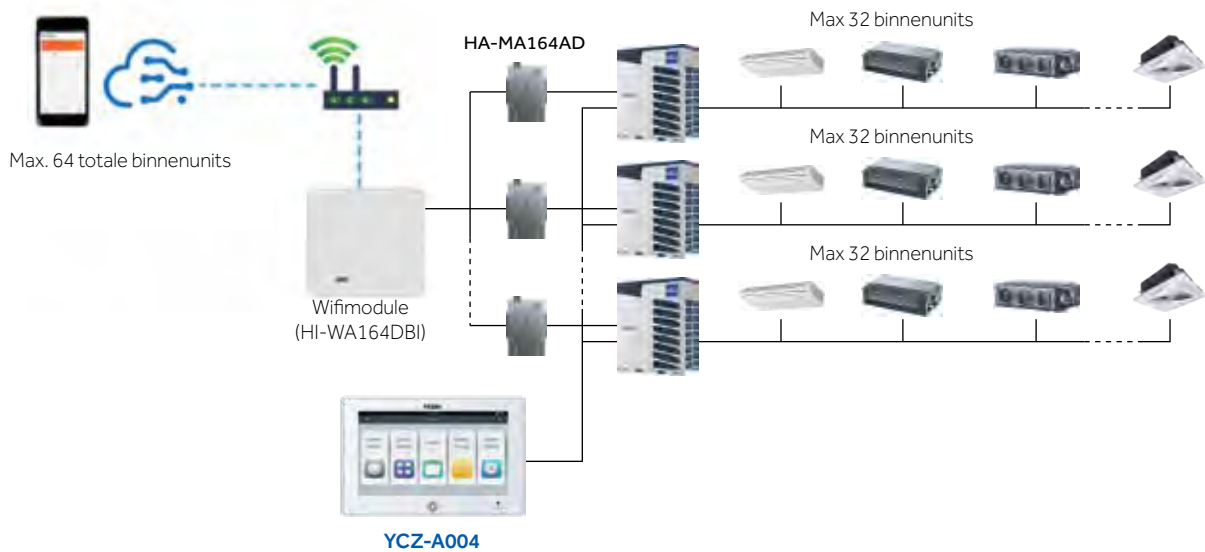 Max 32 binnenunits
HA-MA164AD
Max. 64 totale binnenunits
Max 32 binnenunits
Max 32 binnenunits
Wifimodule
(HI-WA164DBI)
YCZ-A004